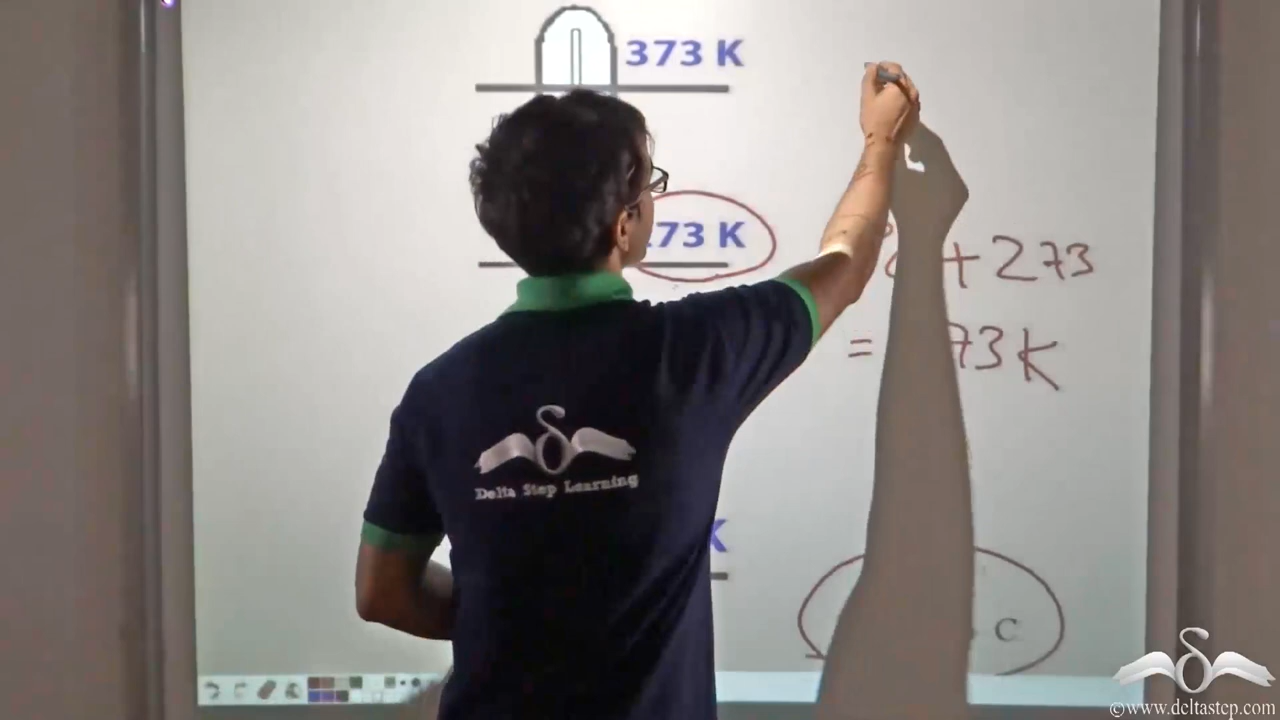 373 K
73 K
+ 273
= 73 K
Delta Step Learning
K
C
©www.deltastep.com